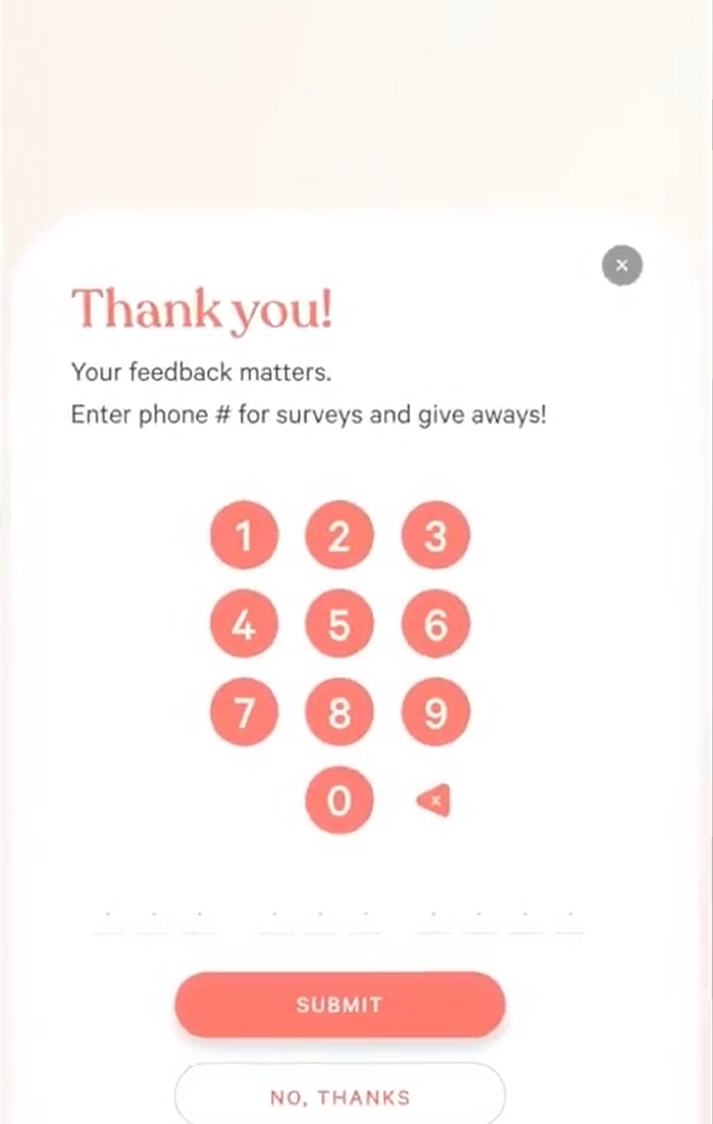 Thank you!
Your feedback matters.
Enter phone # for surveys and give aways!
1 2 3
4 5 6
7 8 9
0 x
SUBMIT
NO, THANKS